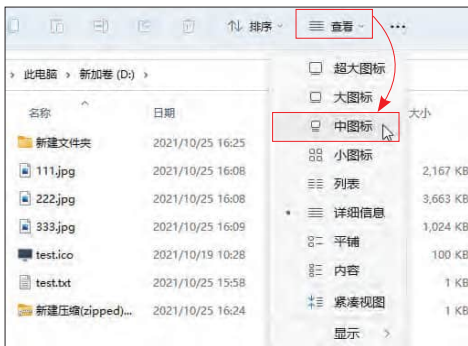 排序 查看 ...
此电脑 > 新加卷 (D:) >
名称 日期 大小
新建文件夹 2021/10/25 16:25
111.jpg 2021/10/25 16:08 2,167 KB
222.jpg 2021/10/25 16:08 3,663 KB
333.jpg 2021/10/25 16:09 1,024 KB
test.ico 2021/10/19 10:28 100 KB
test.txt 2021/10/25 15:58 1 KB
新建压缩(zipped)... 2021/10/25 16:24 1 KB
超大图标
大图标
中图标
小图标
列表
详细信息
平铺
内容
紧凑视图
显示 >